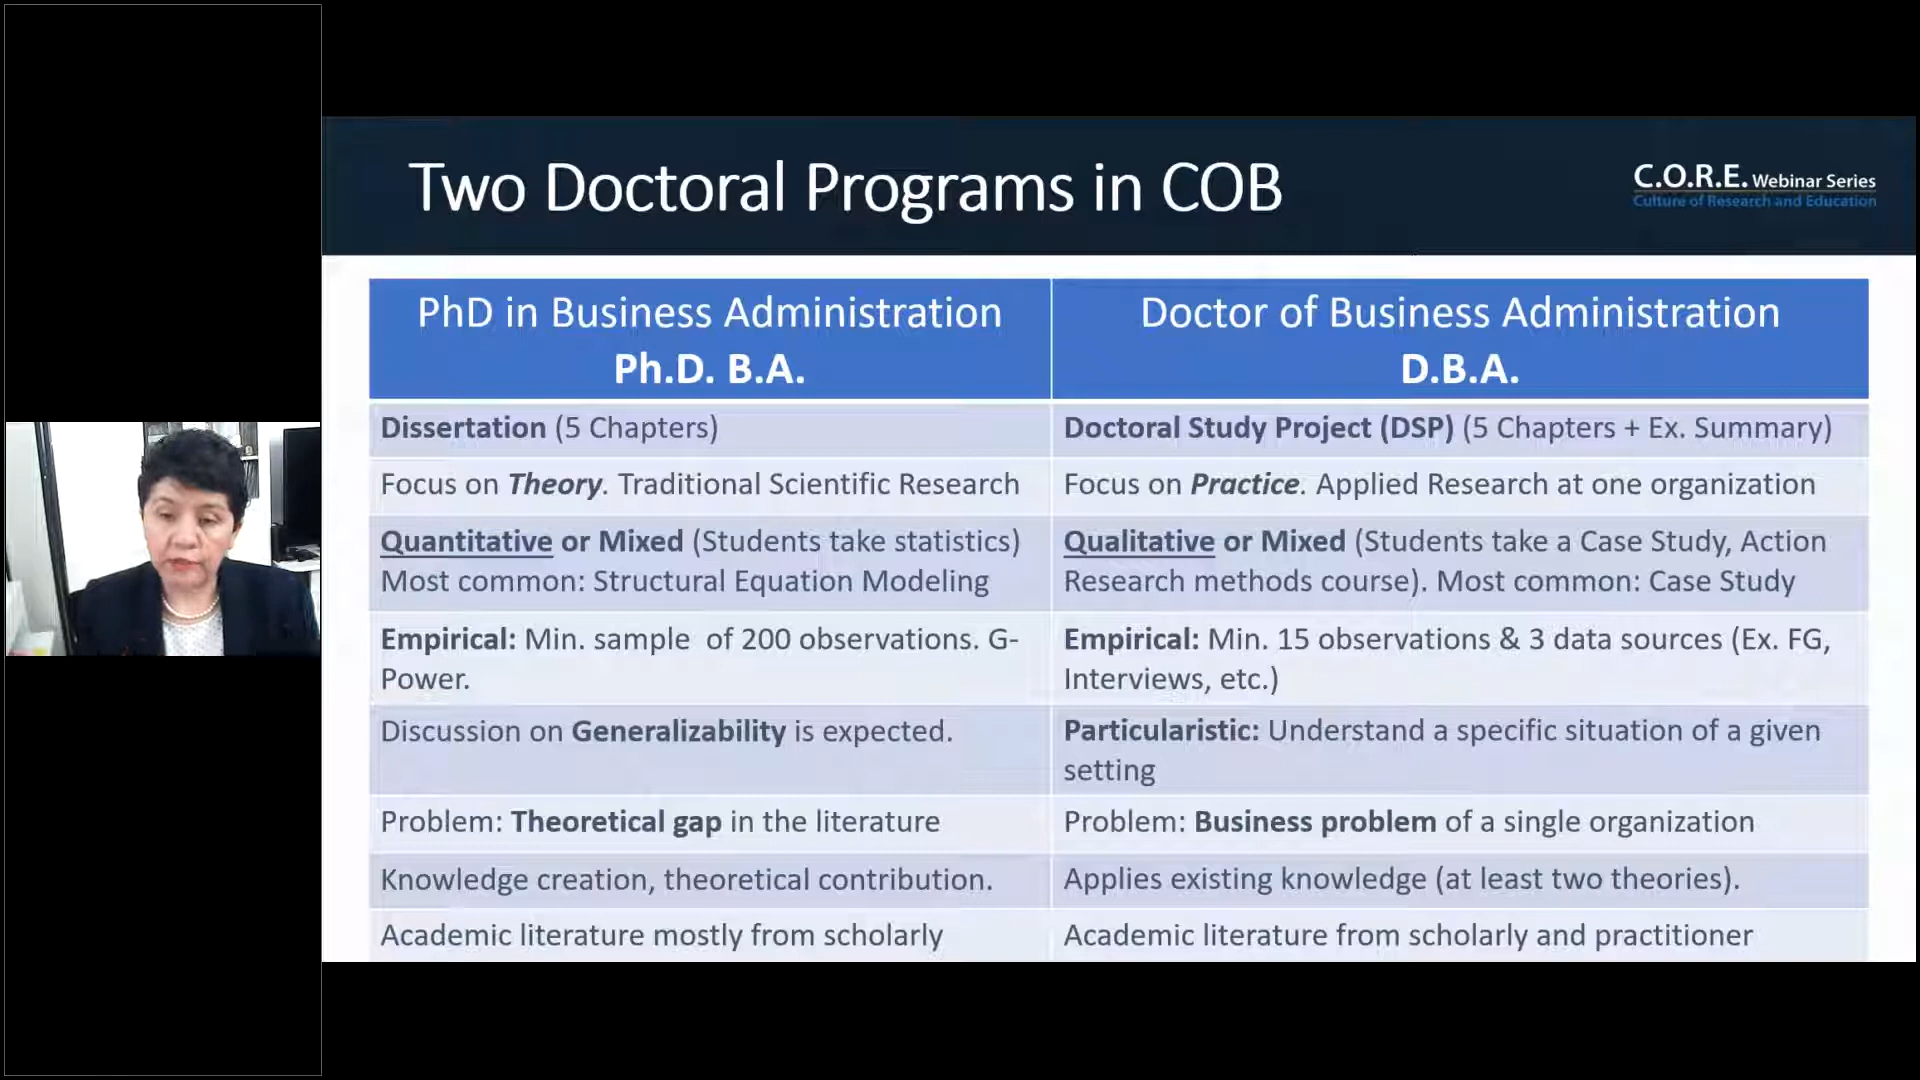 Two Doctoral Programs in COB
C.O.R.E. Webinar Series
Culture of Research and Education
PhD in Business Administration
Ph.D. B.A.
Doctor of Business Administration
D.B.A.
Dissertation (5 Chapters)
Doctoral Study Project (DSP) (5 Chapters + Ex. Summary)
Focus on Theory. Traditional Scientific Research
Focus on Practice. Applied Research at one organization
Quantitative or Mixed (Students take statistics)
Most common: Structural Equation Modeling
Qualitative or Mixed (Students take a Case Study, Action
Research methods course). Most common: Case Study
Empirical: Min. sample of 200 observations. G-
Power.
Empirical: Min. 15 observations & 3 data sources (Ex. FG,
Interviews, etc.)
Discussion on Generalizability is expected.
Particularistic: Understand a specific situation of a given
setting
Problem: Theoretical gap in the literature
Problem: Business problem of a single organization
Knowledge creation, theoretical contribution.
Applies existing knowledge (at least two theories).
Academic literature mostly from scholarly
Academic literature from scholarly and practitioner